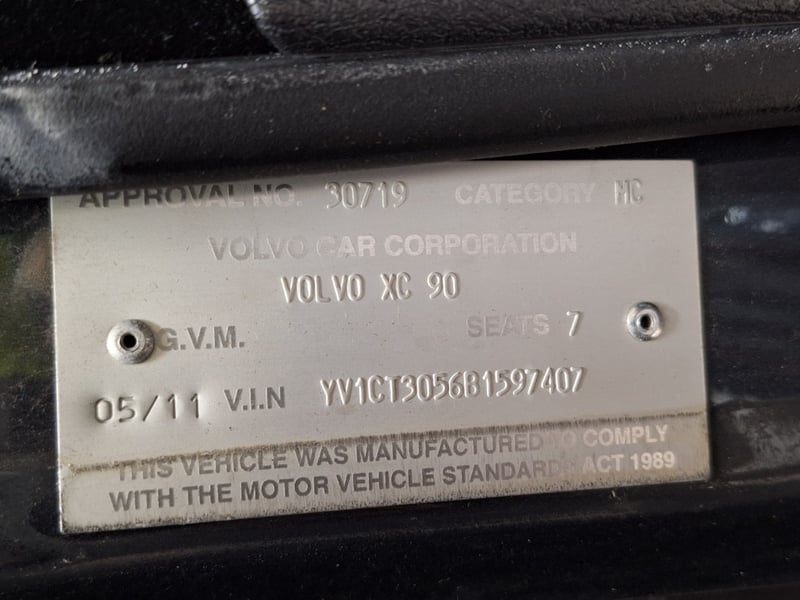 APPROVAL NO. 30719 CATEGORY MC
VOLVO CAR CORPORATION
VOLVO XC 90
G.V.M. SEATS 7
05/11 V.I.N YV1CT3056B1597407
THIS VEHICLE WAS MANUFACTURED TO COMPLY
WITH THE MOTOR VEHICLE STANDARDS ACT 1989